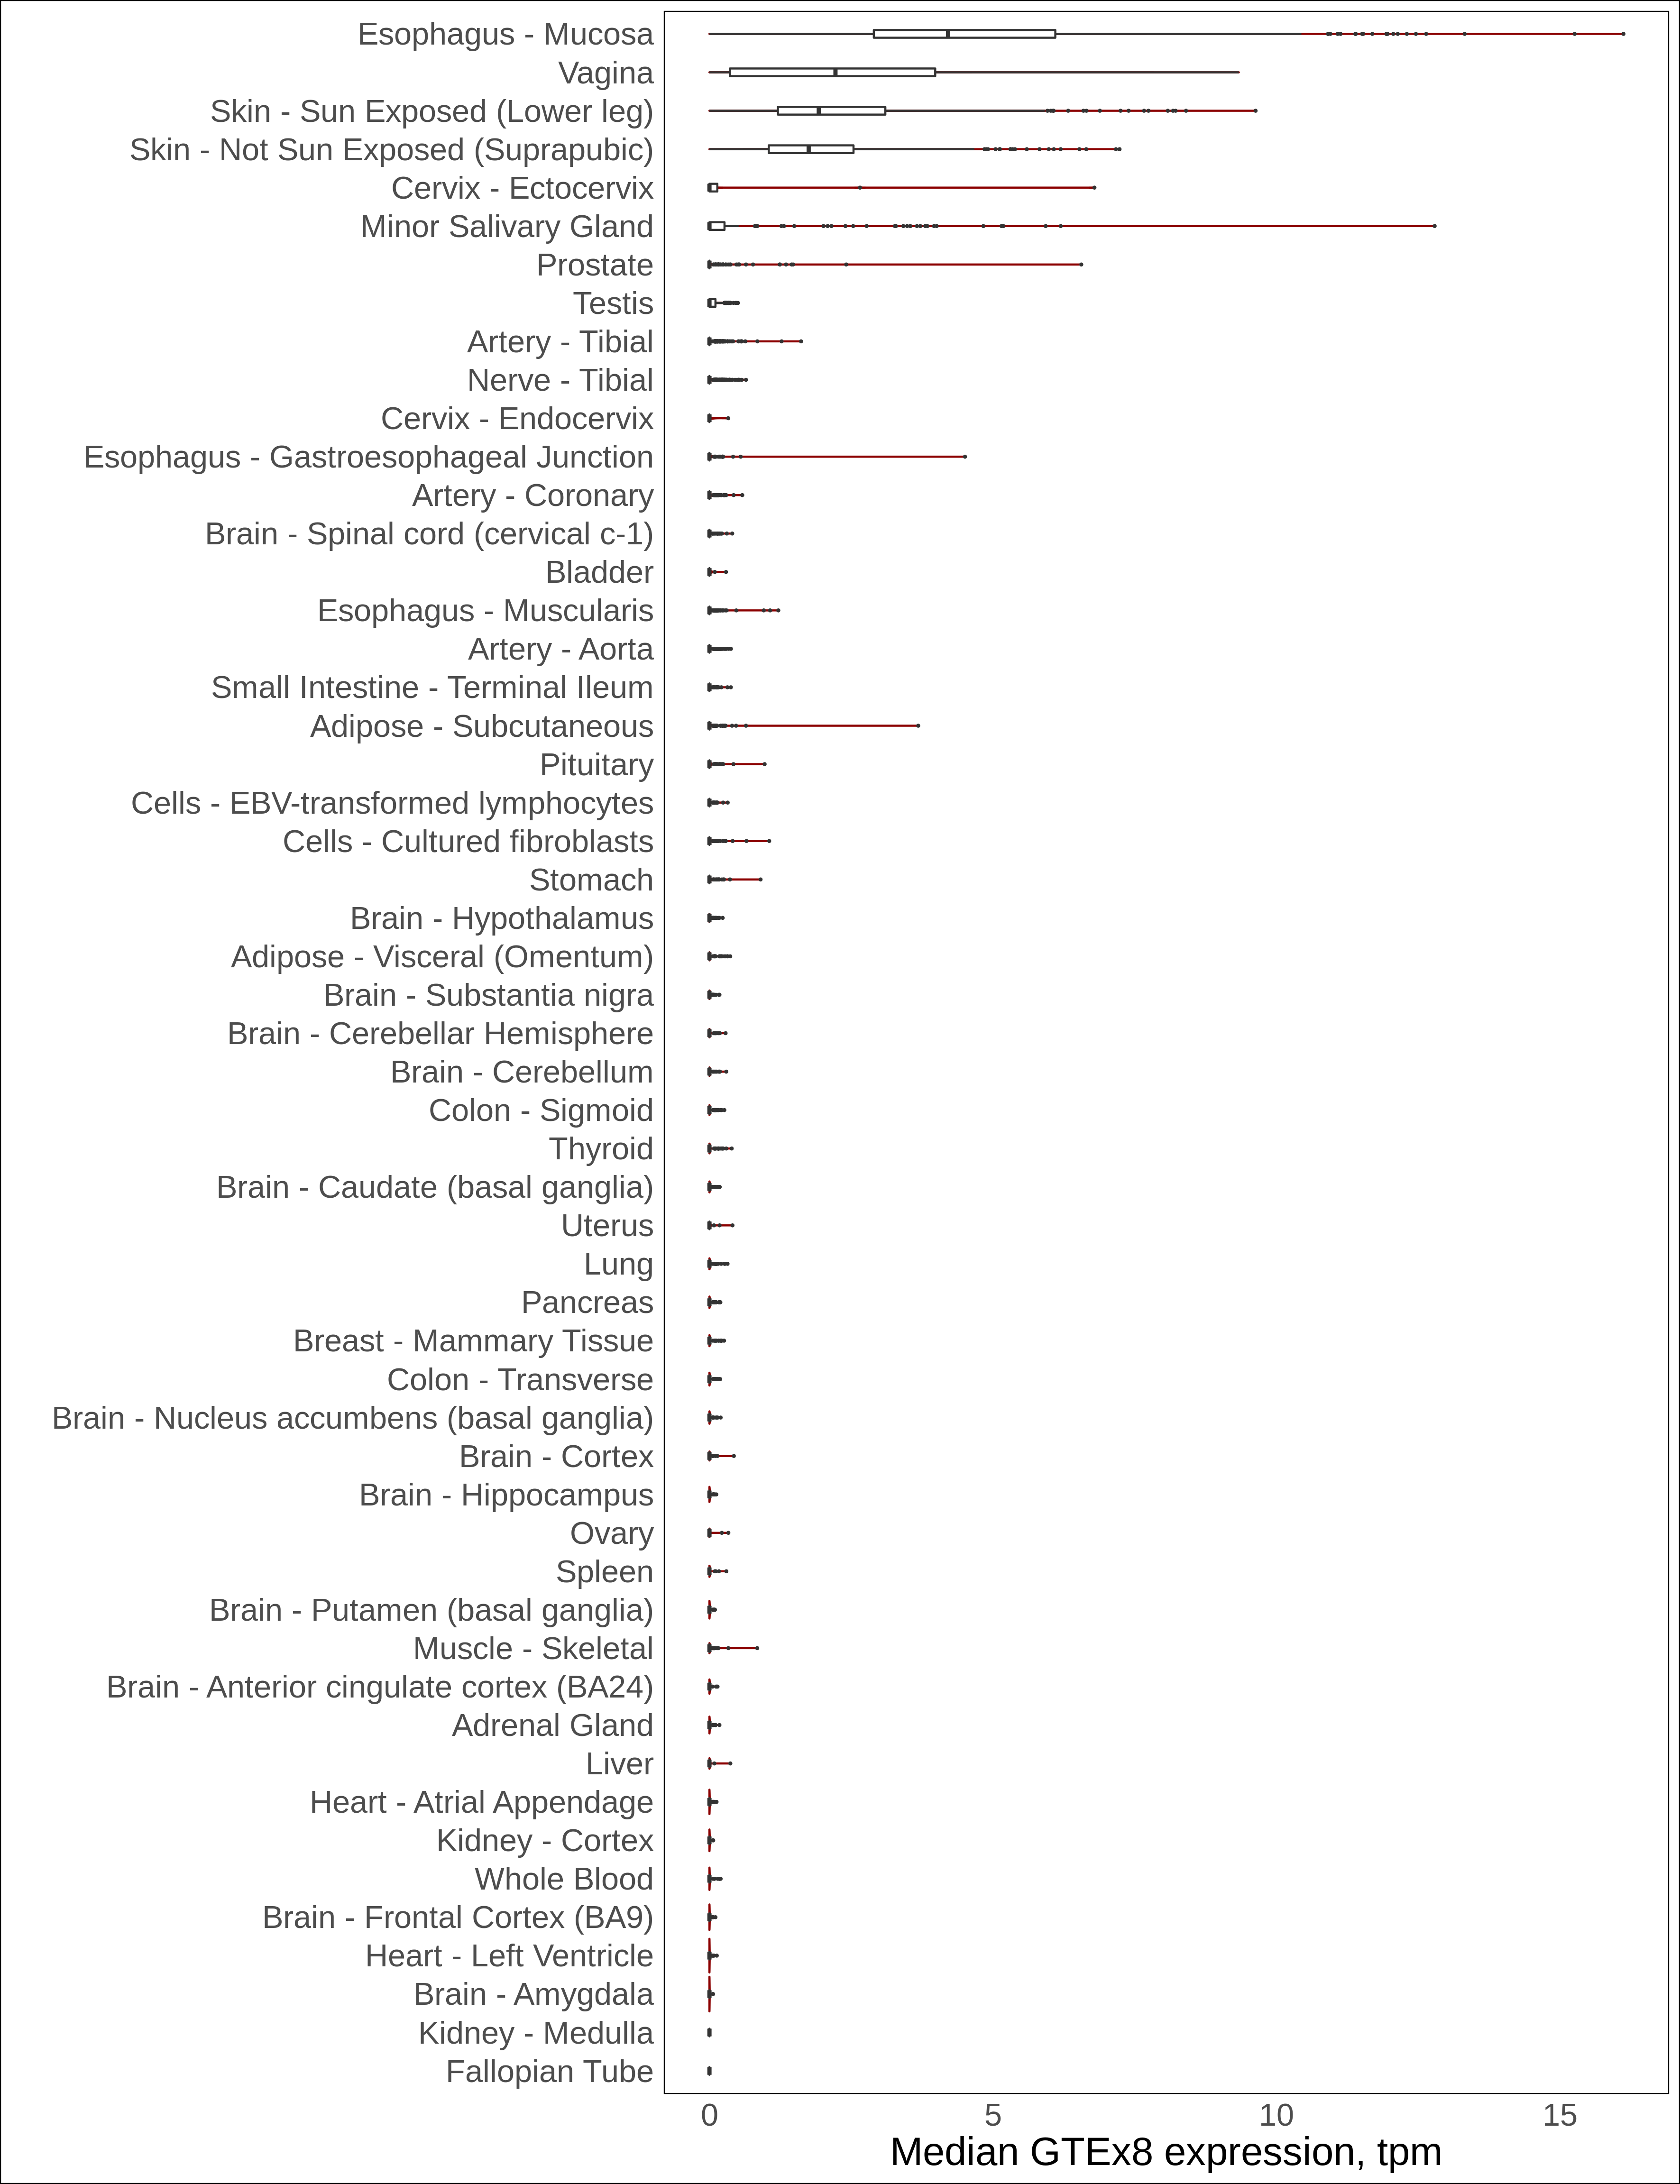 Esophagus - Mucosa
Vagina
Skin - Sun Exposed (Lower leg)
Skin - Not Sun Exposed (Suprapubic)
Cervix - Ectocervix
Minor Salivary Gland
Prostate
Testis
Artery - Tibial
Nerve - Tibial
Cervix - Endocervix
Esophagus - Gastroesophageal Junction
Artery - Coronary
Brain - Spinal cord (cervical c-1)
Bladder
Esophagus - Muscularis
Artery - Aorta
Small Intestine - Terminal Ileum
Adipose - Subcutaneous
Pituitary
Cells - EBV-transformed lymphocytes
Cells - Cultured fibroblasts
Stomach
Brain - Hypothalamus
Adipose - Visceral (Omentum)
Brain - Substantia nigra
Brain - Cerebellar Hemisphere
Brain - Cerebellum
Colon - Sigmoid
Thyroid
Brain - Caudate (basal ganglia)
Uterus
Lung
Pancreas
Breast - Mammary Tissue
Colon - Transverse
Brain - Nucleus accumbens (basal ganglia)
Brain - Cortex
Brain - Hippocampus
Ovary
Spleen
Brain - Putamen (basal ganglia)
Muscle - Skeletal
Brain - Anterior cingulate cortex (BA24)
Adrenal Gland
Liver
Heart - Atrial Appendage
Kidney - Cortex
Whole Blood
Brain - Frontal Cortex (BA9)
Heart - Left Ventricle
Brain - Amygdala
Kidney - Medulla
Fallopian Tube
0 5 10 15
Median GTEx8 expression, tpm